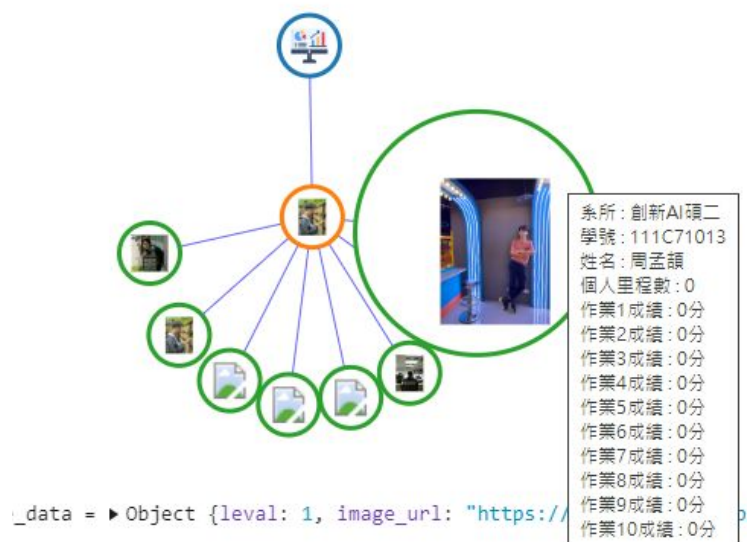 系所 : 創新AI碩二
學號 : 111C71013
姓名 : 周孟頡
個人里程數 : 0
作業1成績 : 0分
作業2成績 : 0分
作業3成績 : 0分
作業4成績 : 0分
作業5成績 : 0分
作業6成績 : 0分
作業7成績 : 0分
作業8成績 : 0分
作業9成績 : 0分
作業10成績 : 0分
_data = ▶ Object {leval: 1, image_url: "https://